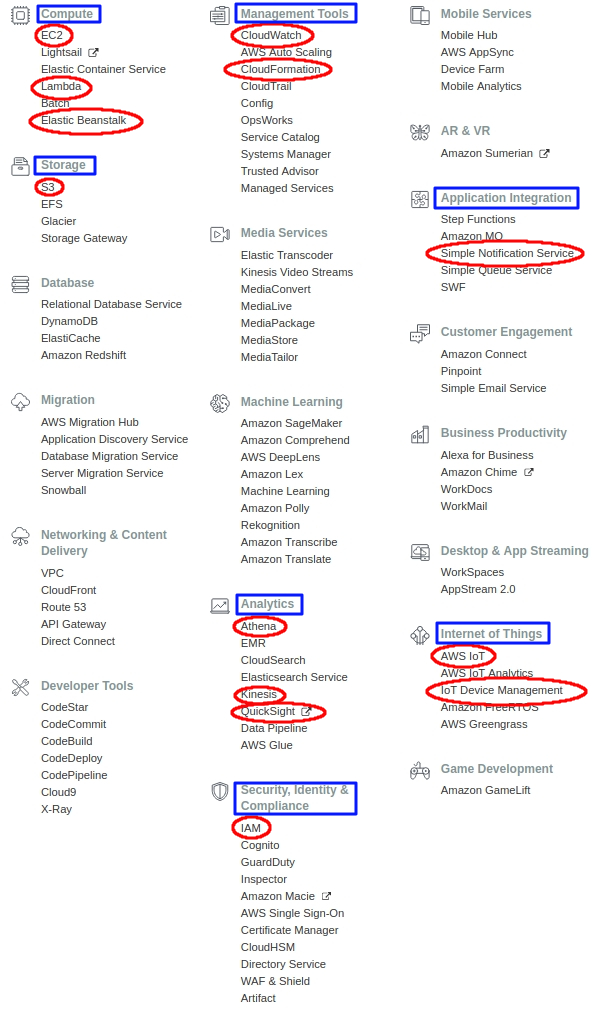 Compute
EC2
Lightsail
Elastic Container Service
Lambda
Batch
Elastic Beanstalk
Storage
S3
EFS
Glacier
Storage Gateway
Database
Relational Database Service
DynamoDB
ElastiCache
Amazon Redshift
Migration
AWS Migration Hub
Application Discovery Service
Database Migration Service
Server Migration Service
Snowball
Networking & Content
Delivery
VPC
CloudFront
Route 53
API Gateway
Direct Connect
Developer Tools
CodeStar
CodeCommit
CodeBuild
CodeDeploy
CodePipeline
Cloud9
X-Ray
Management Tools
CloudWatch
AWS Auto Scaling
CloudFormation
CloudTrail
Config
OpsWorks
Service Catalog
Systems Manager
Trusted Advisor
Managed Services
Media Services
Elastic Transcoder
Kinesis Video Streams
MediaConvert
MediaLive
MediaPackage
MediaStore
MediaTailor
Machine Learning
Amazon SageMaker
Amazon Comprehend
AWS DeepLens
Amazon Lex
Machine Learning
Amazon Polly
Rekognition
Amazon Transcribe
Amazon Translate
Analytics
Athena
EMR
CloudSearch
Elasticsearch Service
Kinesis
QuickSight
Data Pipeline
AWS Glue
Security, Identity &
Compliance
IAM
Cognito
GuardDuty
Inspector
Amazon Macie
AWS Single Sign-On
Certificate Manager
CloudHSM
Directory Service
WAF & Shield
Artifact
Mobile Services
Mobile Hub
AWS AppSync
Device Farm
Mobile Analytics
AR & VR
Amazon Sumerian
Application Integration
Step Functions
Amazon MQ
Simple Notification Service
Simple Queue Service
SWF
Customer Engagement
Amazon Connect
Pinpoint
Simple Email Service
Business Productivity
Alexa for Business
Amazon Chime
WorkDocs
WorkMail
Desktop & App Streaming
WorkSpaces
AppStream 2.0
Internet of Things
AWS IoT
AWS IoT Analytics
IoT Device Management
Amazon FreeRTOS
AWS Greengrass
Game Development
Amazon GameLift